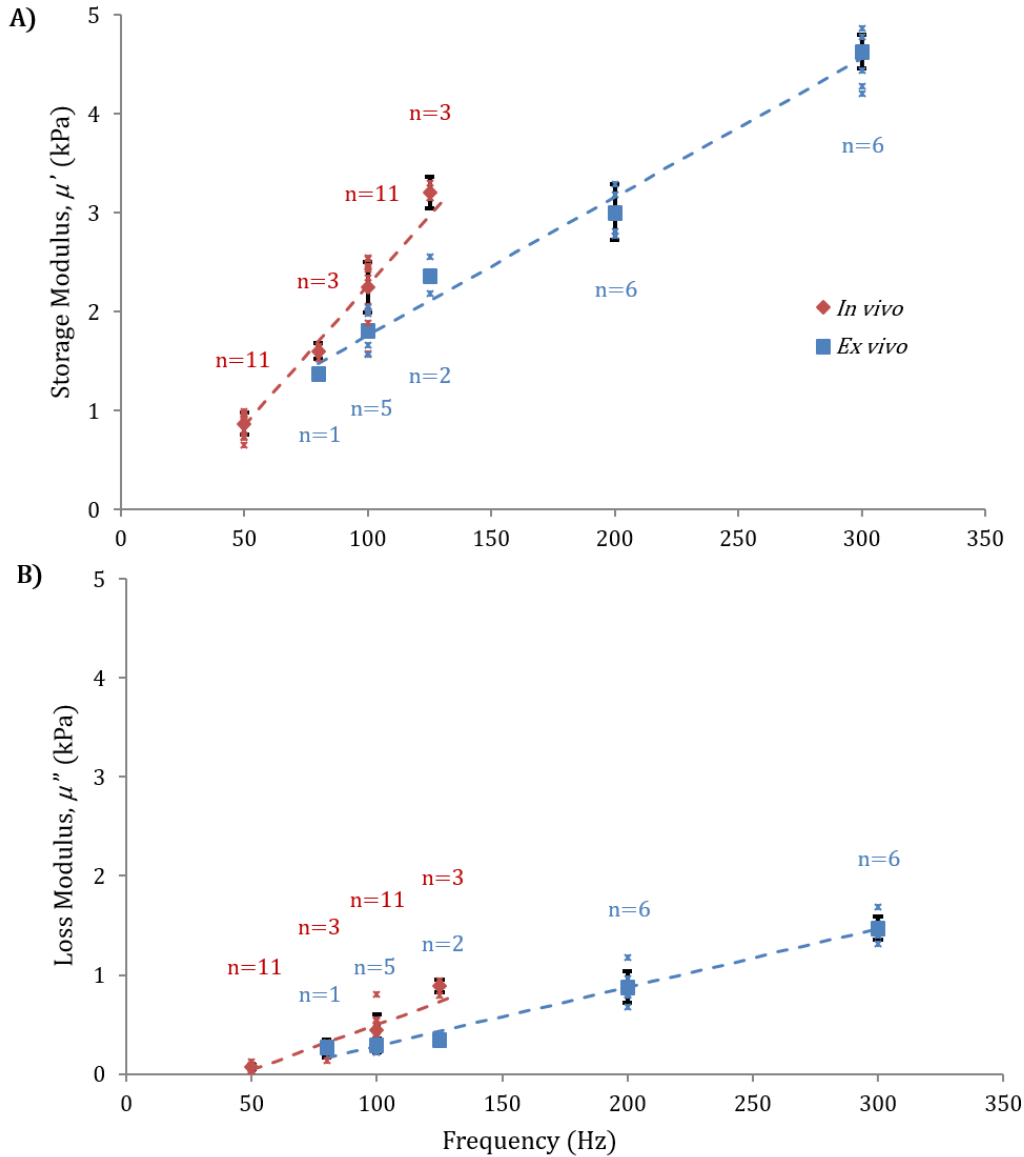 A)
Storage Modulus, μ' (kPa)
5
4
3
2
1
0
n=11
n=3
n=11
n=3
n=1
n=5
n=2
n=6
n=6
In vivo
Ex vivo
0 50 100 150 200 250 300 350
B)
Loss Modulus, μ" (kPa)
5
4
3
2
1
0
n=11
n=3
n=11
n=3
n=1
n=5
n=2
n=6
n=6
0 50 100 150 200 250 300 350
Frequency (Hz)